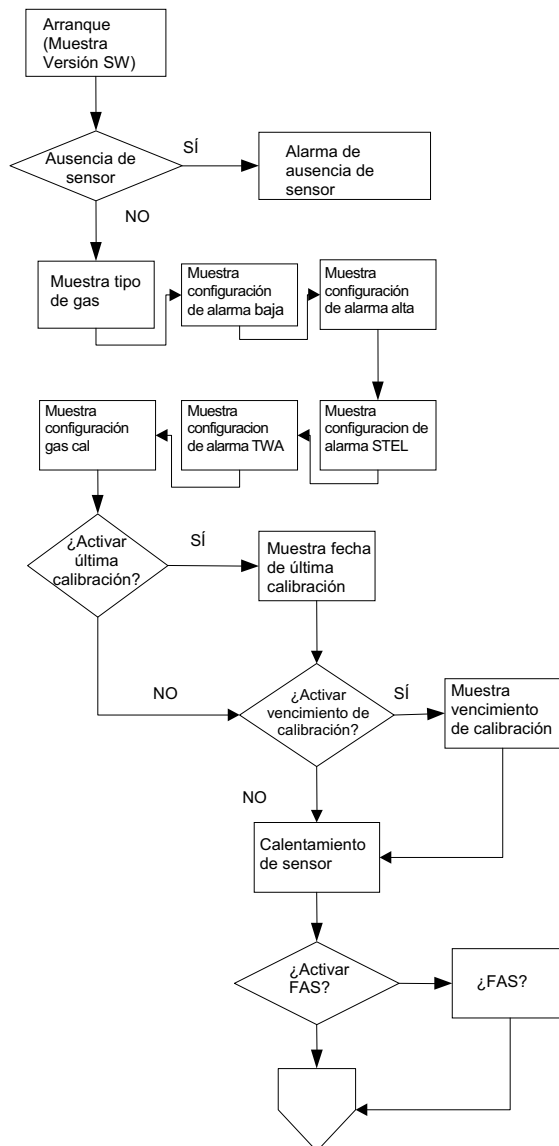 Arranque
(Muestra
Versión SW)
Ausencia de
sensor
SÍ
Alarma de
ausencia de
sensor
NO
Muestra tipo
de gas
Muestra
configuración
de alarma baja
Muestra
configuración
de alarma alta
Muestra
configuración
gas cal
Muestra
configuracion
de alarma TWA
Muestra
configuracion de
alarma STEL
¿Activar
última
calibración?
SÍ
Muestra fecha
de última
calibración
NO
¿Activar
vencimiento de
calibración?
SÍ
Muestra
vencimiento
de calibración
NO
Calentamiento
de sensor
¿Activar
FAS?
¿FAS?